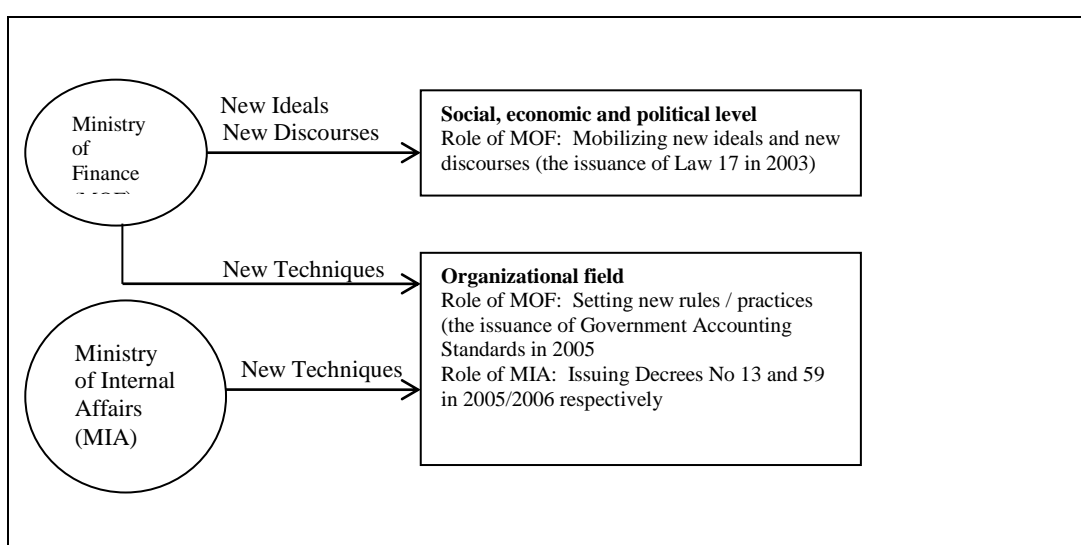 Ministry
of
Finance
New Ideals
New Discourses
Social, economic and political level
Role of MOF:  Mobilizing new ideals and new
discourses (the issuance of Law 17 in 2003)
New Techniques
Organizational field
Role of MOF:  Setting new rules / practices
(the issuance of Government Accounting
Standards in 2005
Role of MIA:  Issuing Decrees No 13 and 59
in 2005/2006 respectively
Ministry
of Internal
Affairs
(MIA)
New Techniques